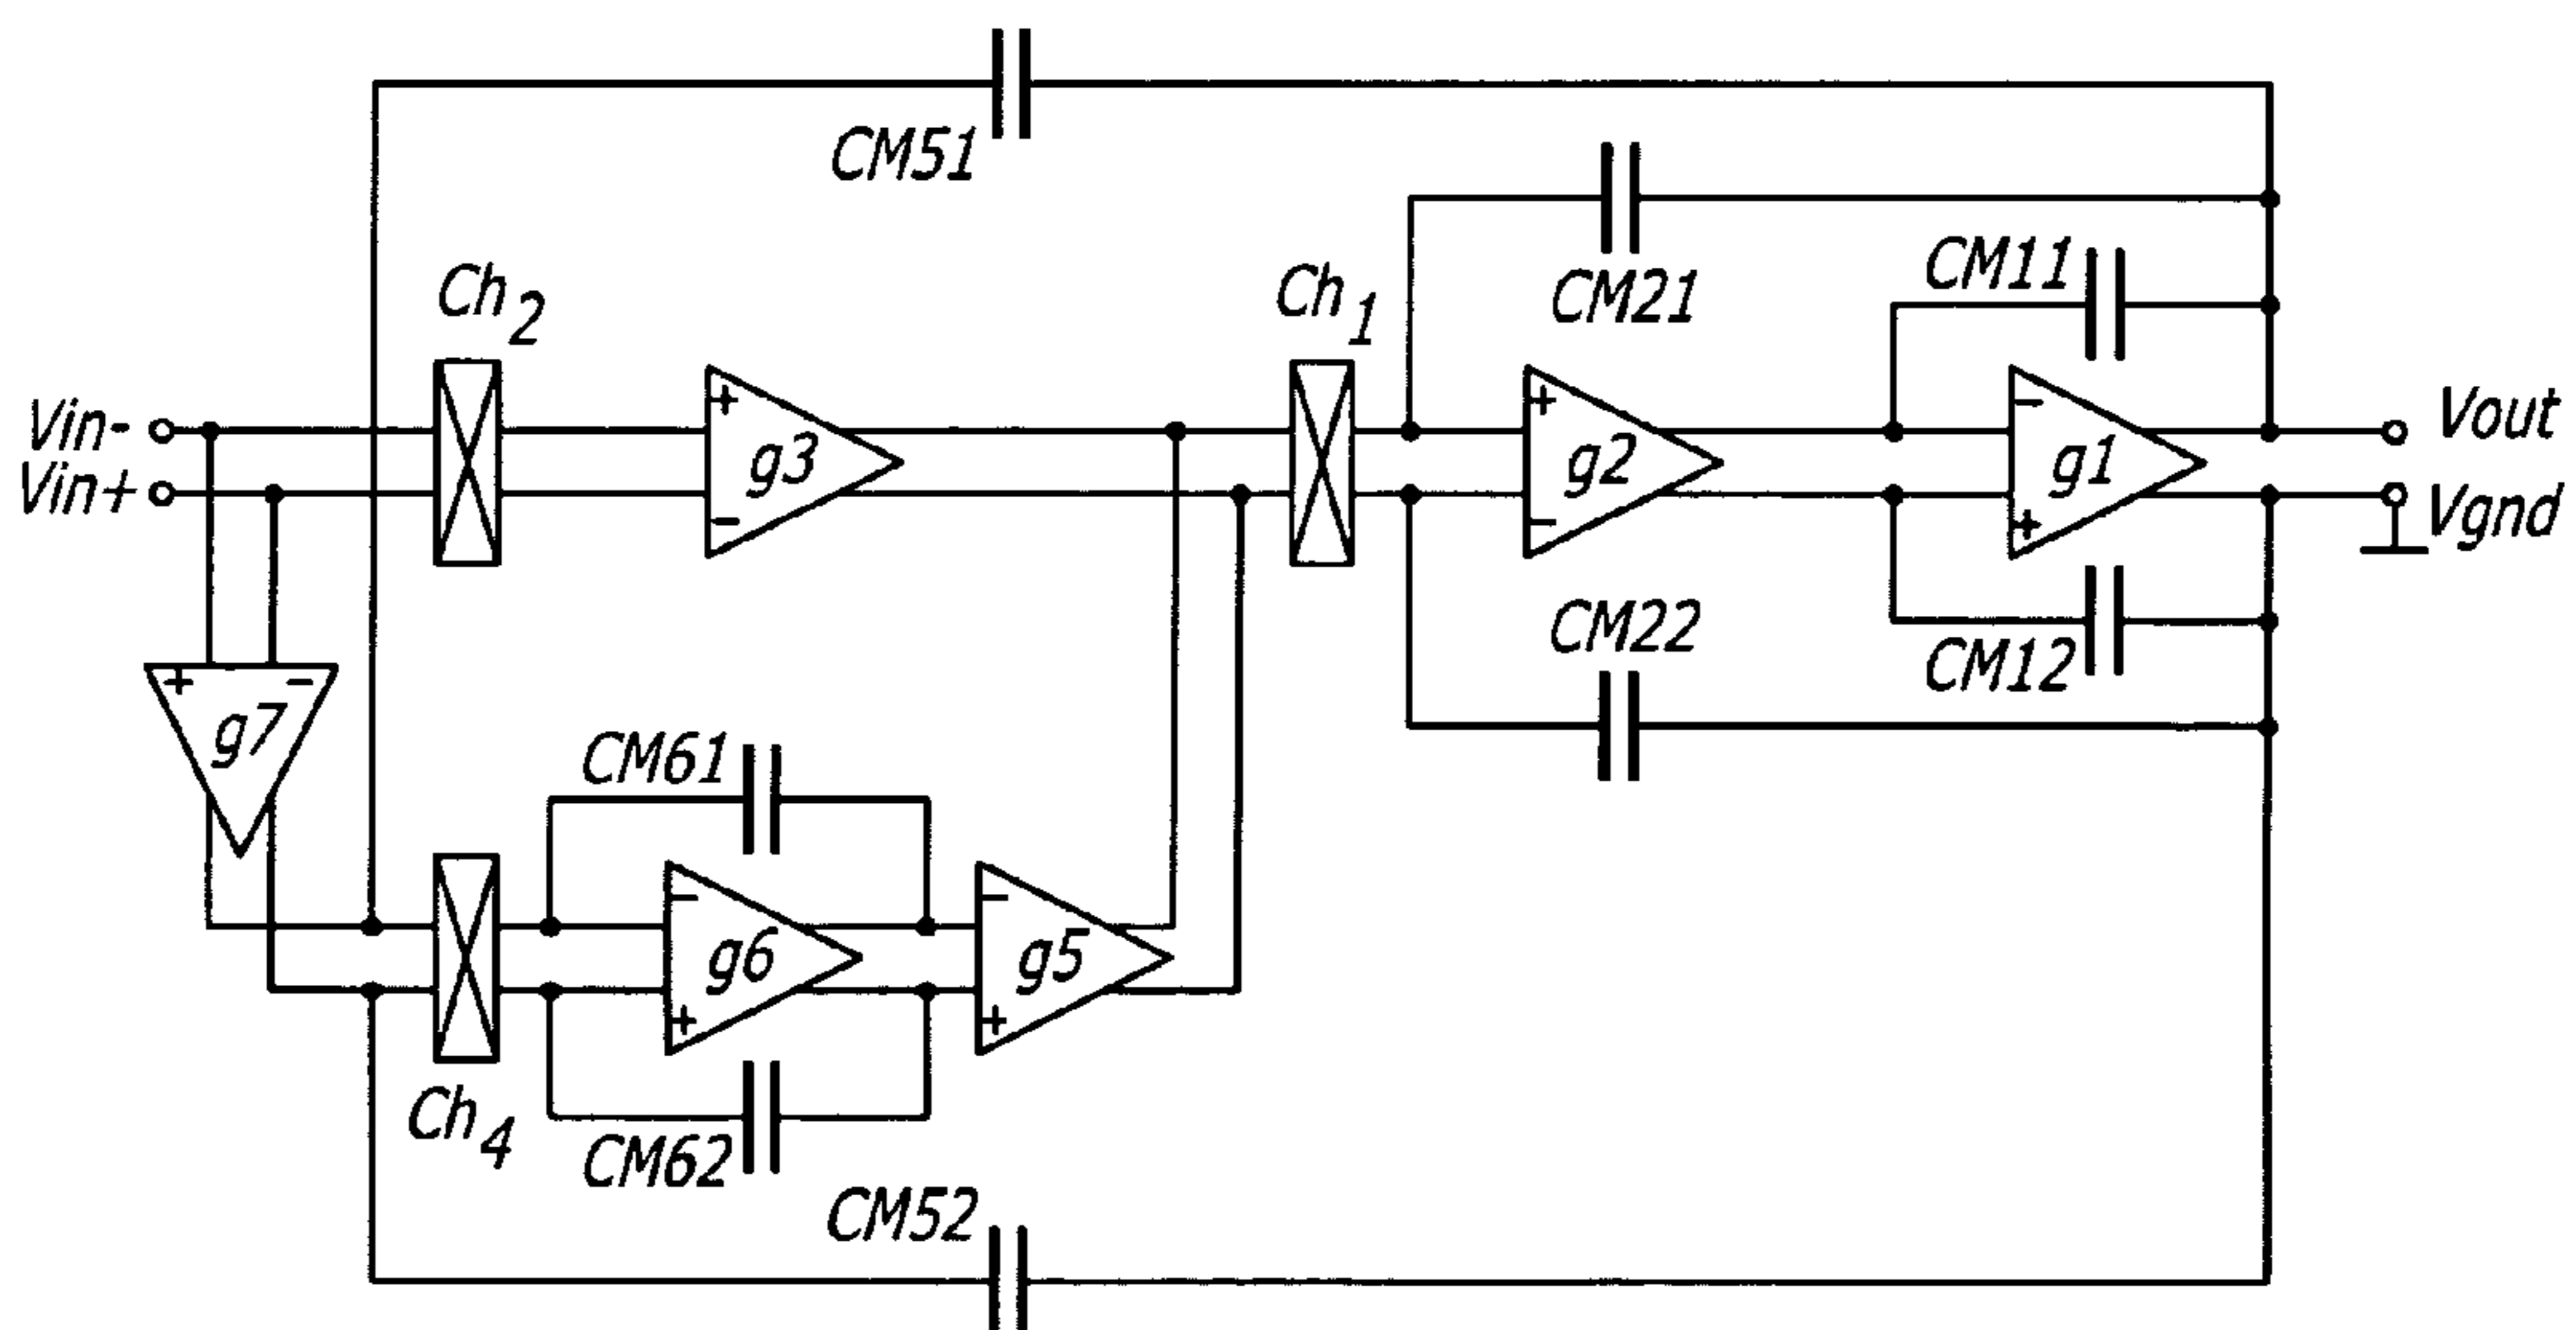 CM51
CM21
CM11
Ch2
Ch1
Vin-
Vin+
+
g3
-
+
g2
-
-
g1
+
Vout
Vgnd
CM22
CM12
+ -
g7
CM61
-
g6
+
-
g5
+
Ch4
CM62
CM52